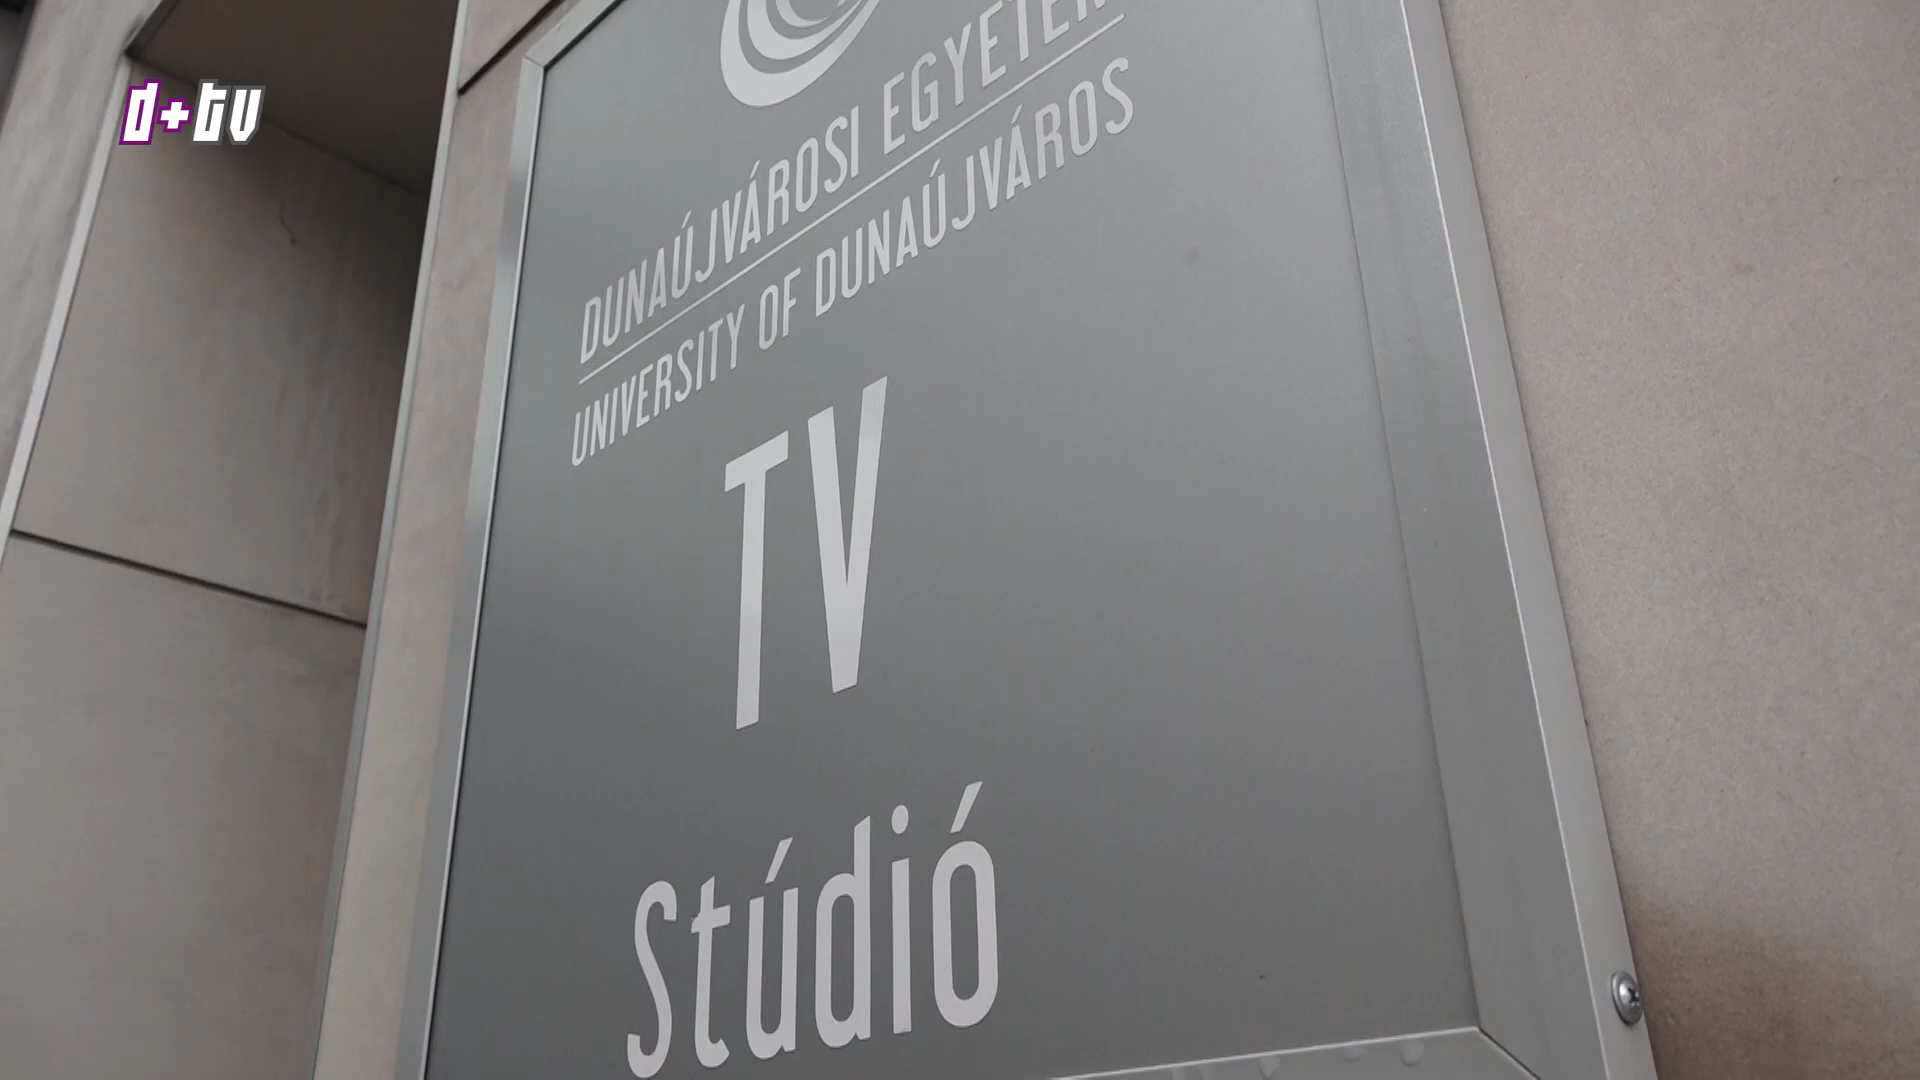 D+TV
DUNAÚJVÁROSI EGYETEM
UNIVERSITY OF DUNAÚJVÁROS
TV
Stúdió